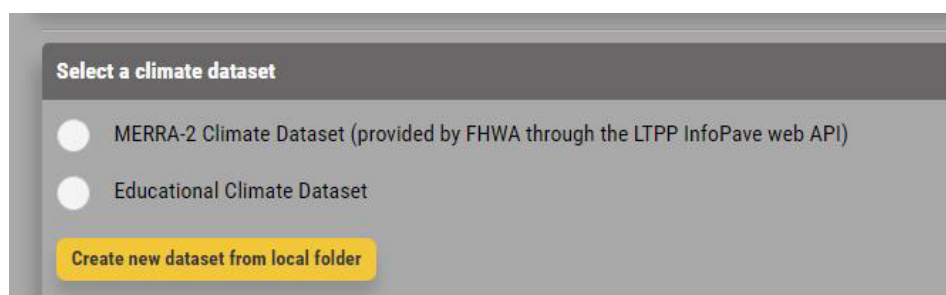 Select a climate dataset
MERRA-2 Climate Dataset (provided by FHWA through the LTPP InfoPave web API)
Educational Climate Dataset
Create new dataset from local folder